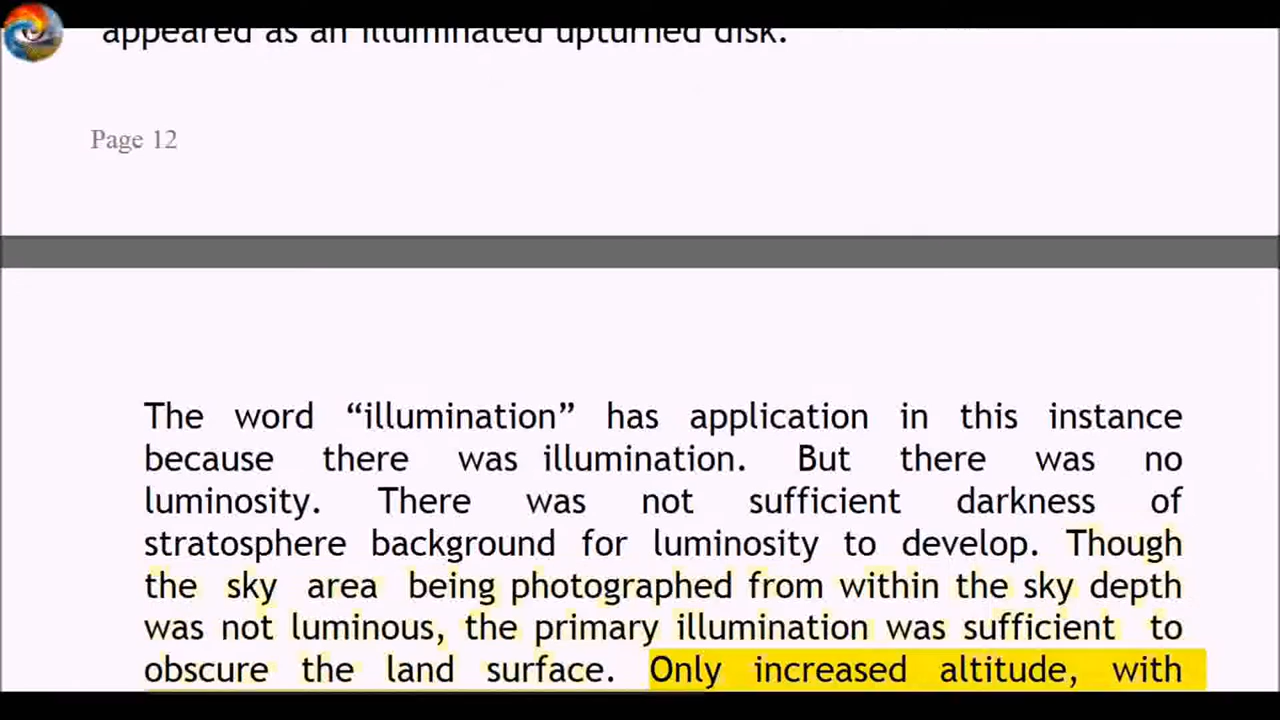 appeared as an illuminated upturned disk.
Page 12
The word “illumination” has application in this instance
because there was illumination. But there was no
luminosity. There was not sufficient darkness of
stratosphere background for luminosity to develop. Though
the sky area being photographed from within the sky depth
was not luminous, the primary illumination was sufficient to
obscure the land surface. Only increased altitude, with